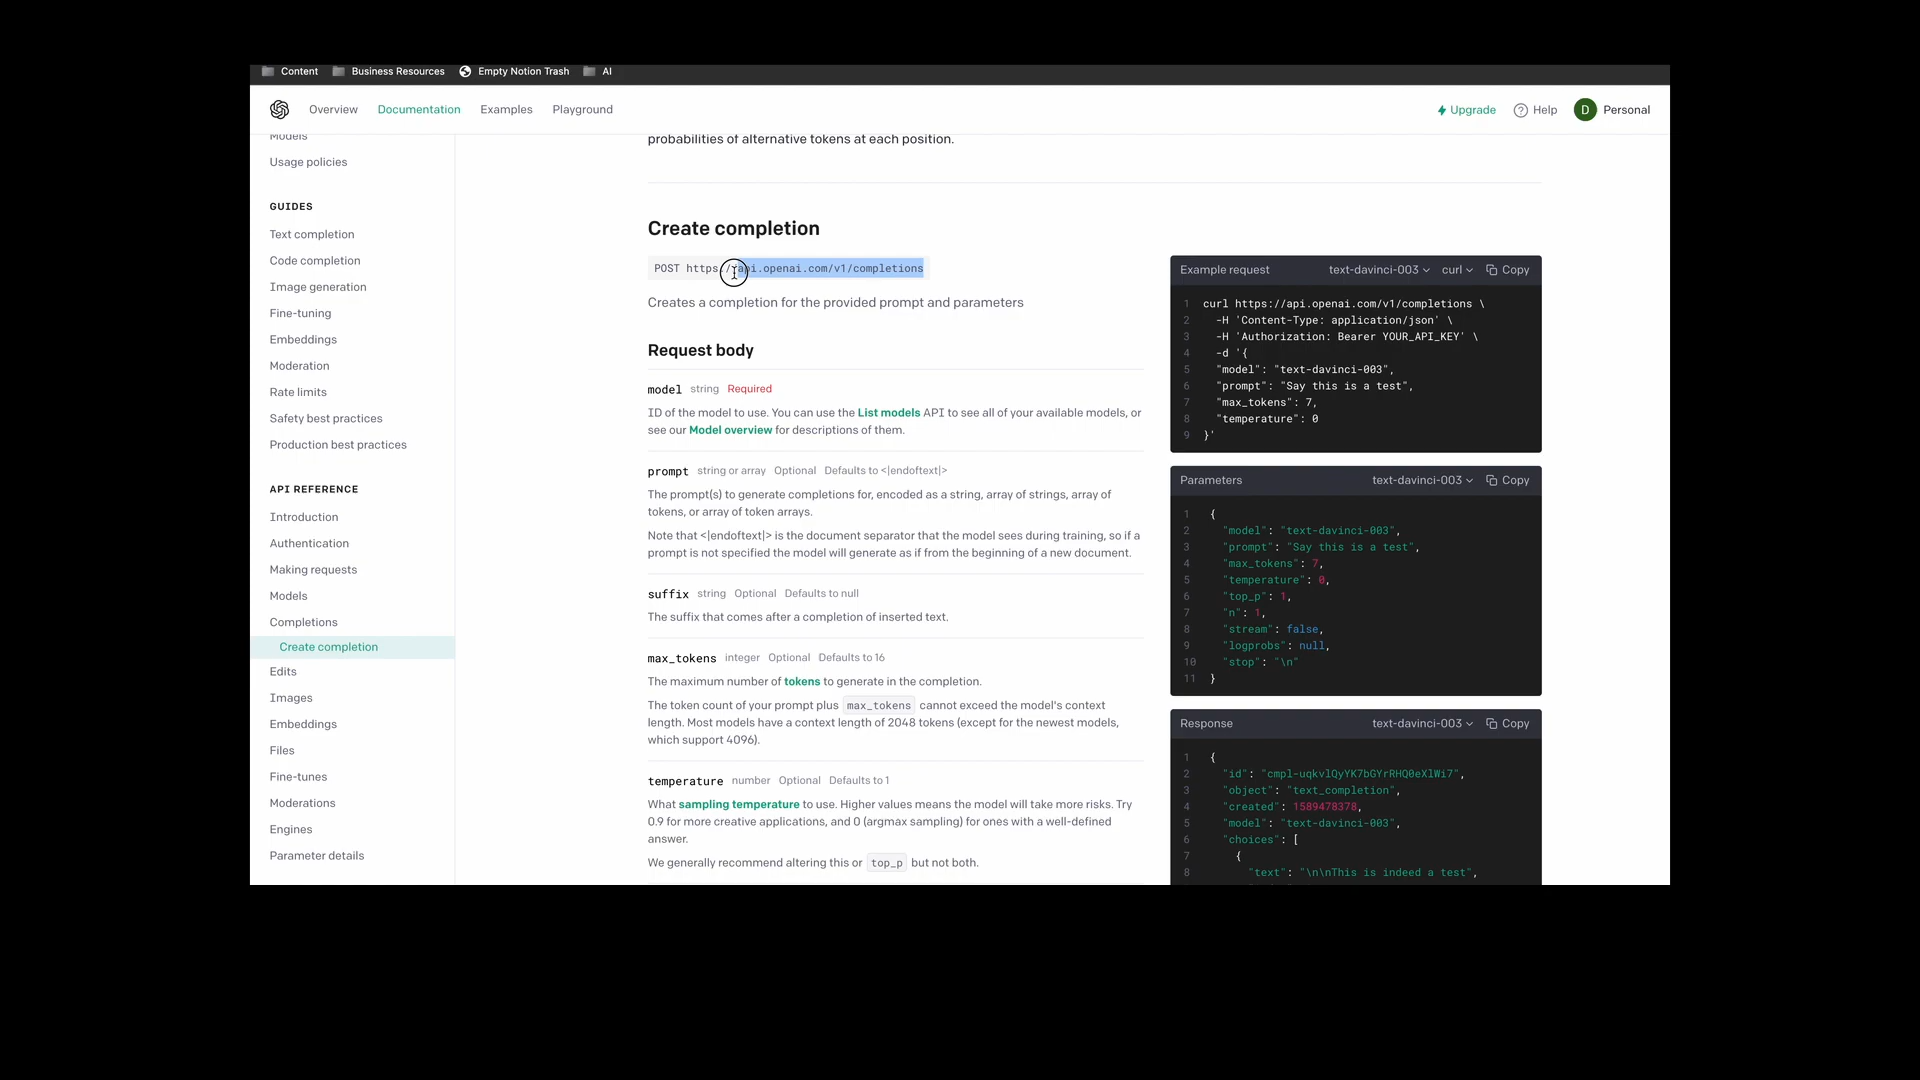 Content Business Resources Empty Notion Trash AI
Overview Documentation Examples Playground Upgrade Help D Personal
Models
Usage policies
GUIDES
Text completion
Code completion
Image generation
Fine-tuning
Embeddings
Moderation
Rate limits
Safety best practices
Production best practices
API REFERENCE
Introduction
Authentication
Making requests
Models
Completions
Create completion
Edits
Images
Embeddings
Files
Fine-tunes
Moderations
Engines
Parameter details
probabilities of alternative tokens at each position.
Create completion
POST https://api.openai.com/v1/completions
Creates a completion for the provided prompt and parameters
Request body
model string Required
ID of the model to use. You can use the List models API to see all of your available models, or
see our Model overview for descriptions of them.
prompt string or array Optional Defaults to <|endoftext|>
The prompt(s) to generate completions for, encoded as a string, array of strings, array of
tokens, or array of token arrays.
Note that <|endoftext|> is the document separator that the model sees during training, so if a
prompt is not specified the model will generate as if from the beginning of a new document.
suffix string Optional Defaults to null
The suffix that comes after a completion of inserted text.
max_tokens integer Optional Defaults to 16
The maximum number of tokens to generate in the completion.
The token count of your prompt plus max_tokens cannot exceed the model's context
length. Most models have a context length of 2048 tokens (except for the newest models,
which support 4096).
temperature number Optional Defaults to 1
What sampling temperature to use. Higher values means the model will take more risks. Try
0.9 for more creative applications, and 0 (argmax sampling) for ones with a well-defined
answer.
We generally recommend altering this or top_p but not both.
Example request text-davinci-003 curl Copy
1 curl https://api.openai.com/v1/completions \
2 -H 'Content-Type: application/json' \
3 -H 'Authorization: Bearer YOUR_API_KEY' \
4 -d '{
5 "model": "text-davinci-003",
6 "prompt": "Say this is a test",
7 "max_tokens": 7,
8 "temperature": 0
9 }'
Parameters text-davinci-003 Copy
1 {
2 "model": "text-davinci-003",
3 "prompt": "Say this is a test",
4 "max_tokens": 7,
5 "temperature": 0,
6 "top_p": 1,
7 "n": 1,
8 "stream": false,
9 "logprobs": null,
10 "stop": "\n"
11 }
Response text-davinci-003 Copy
1 {
2 "id": "cmpl-uqkvlQyYK7bGYrRHQ0eXlWi7",
3 "object": "text_completion",
4 "created": 1589478378,
5 "model": "text-davinci-003",
6 "choices": [
7 {
8 "text": "\n\nThis is indeed a test",